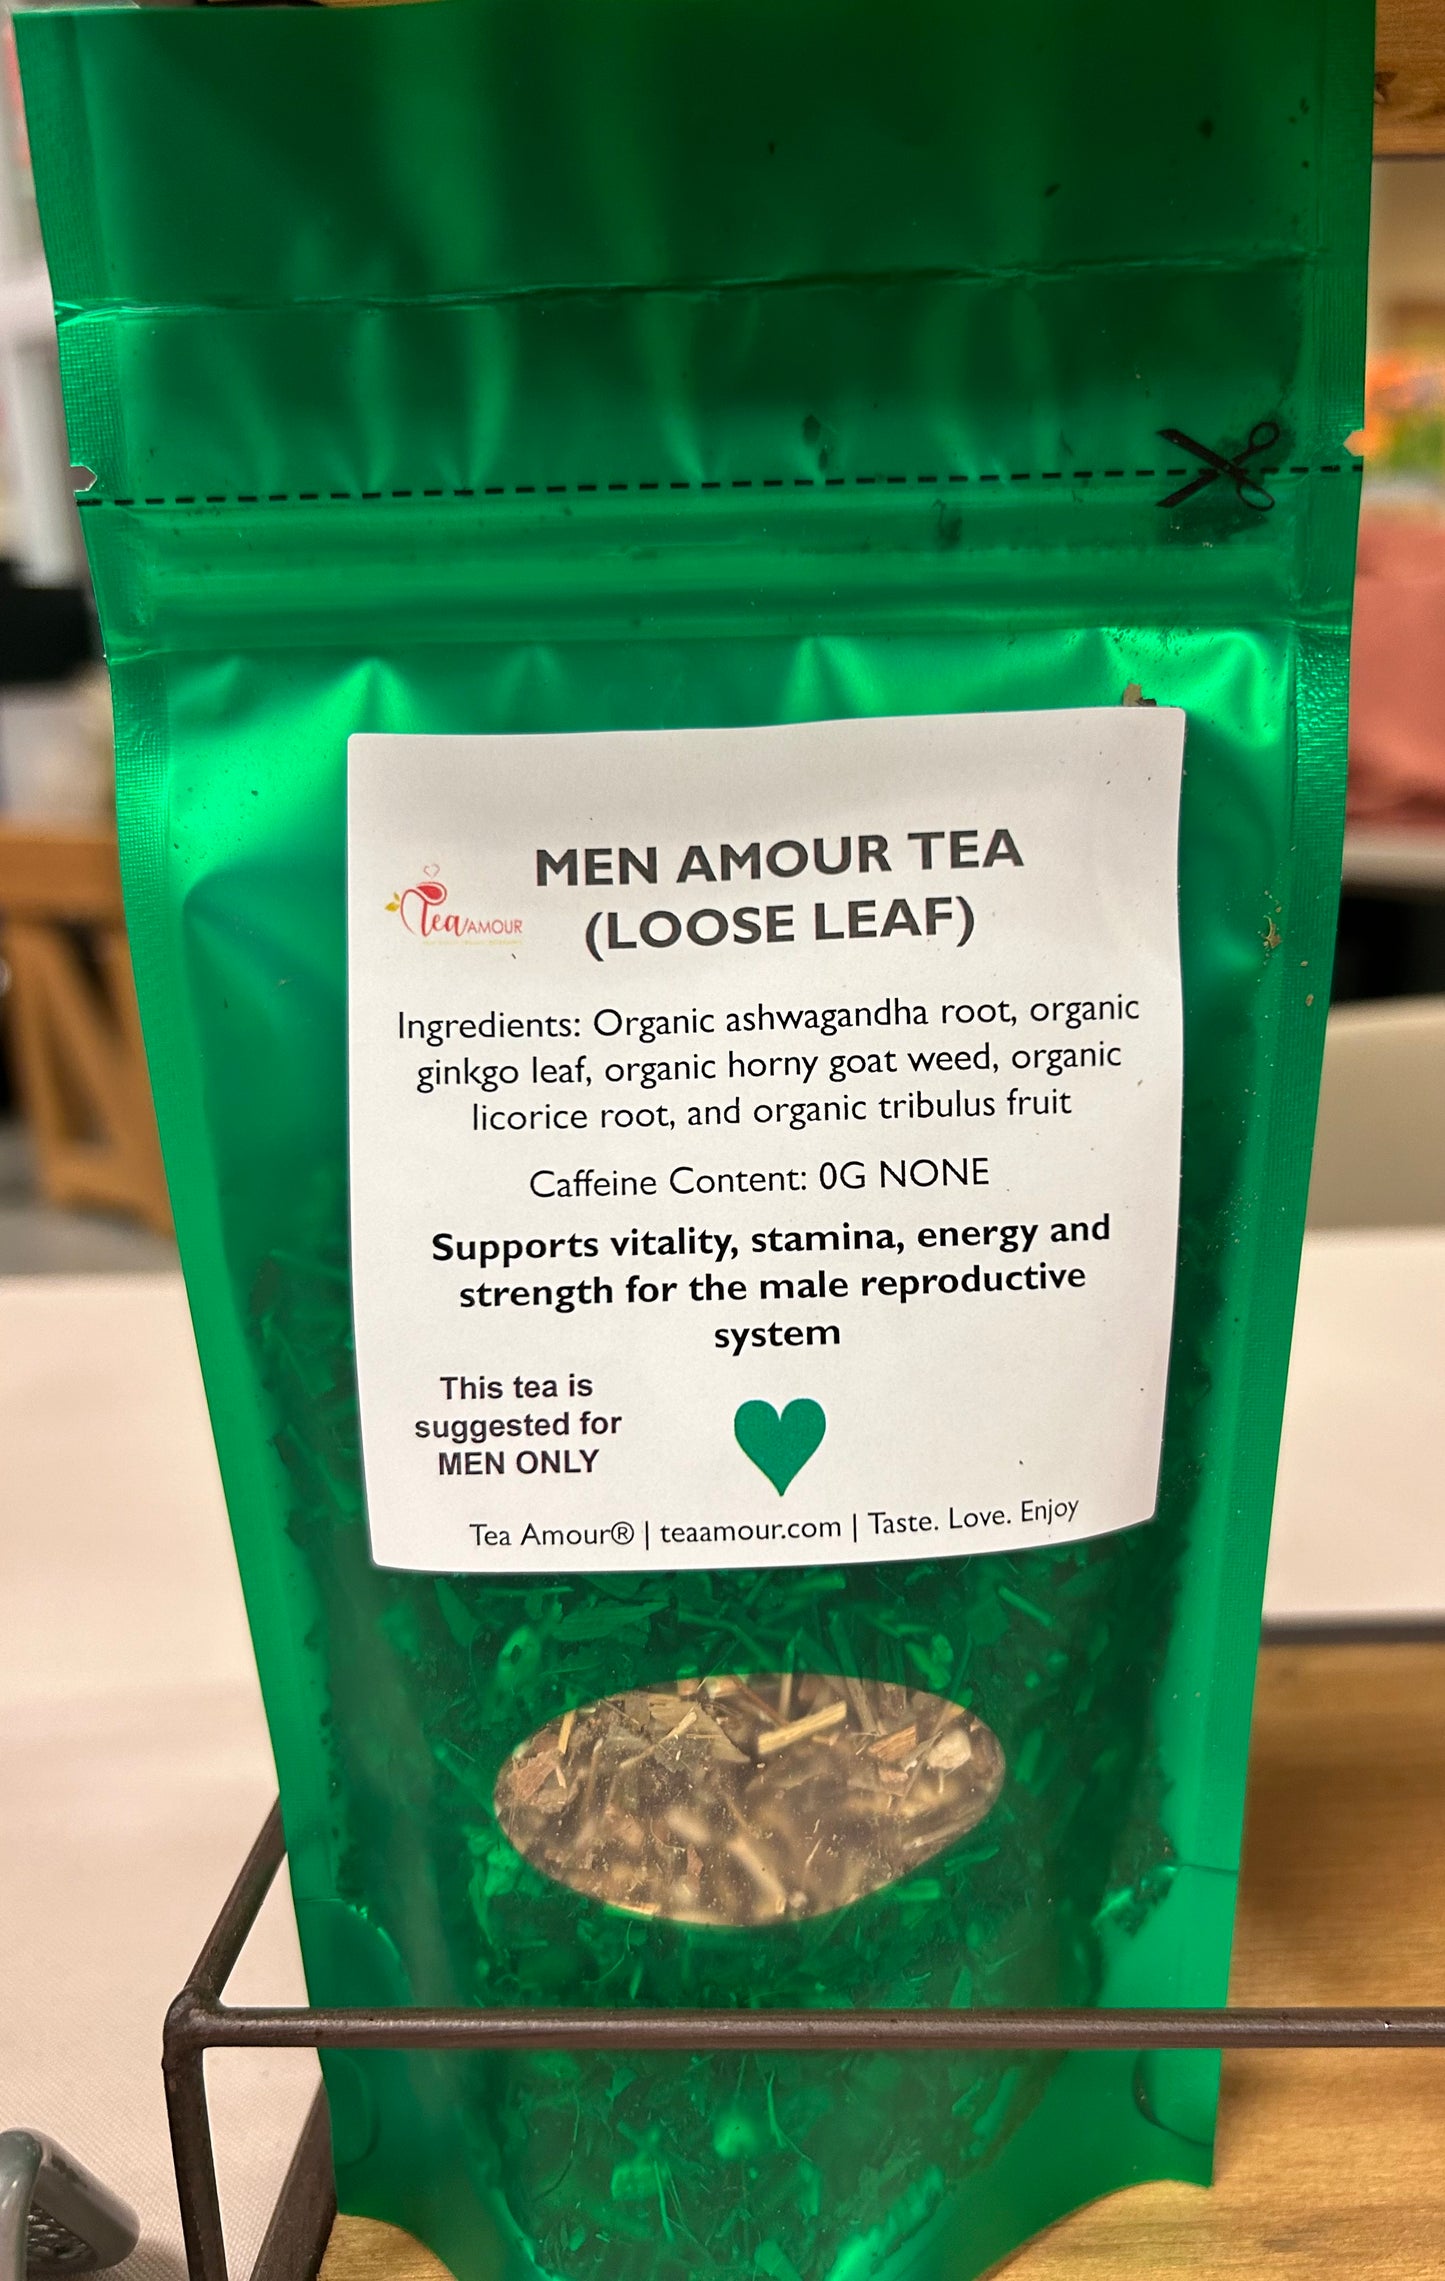 MEN AMOUR TEA
(LOOSE LEAF)
Tea AMOUR
Ingredients: Organic ashwagandha root, organic
ginkgo leaf, organic horny goat weed, organic
licorice root, and organic tribulus fruit
Caffeine Content: 0G NONE
Supports vitality, stamina, energy and
strength for the male reproductive
system
This tea is
suggested for
MEN ONLY
Tea Amour® | teaamour.com | Taste. Love. Enjoy